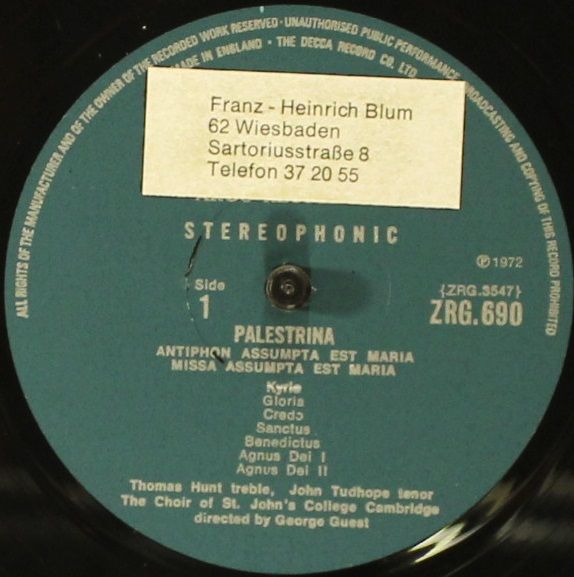 ALL RIGHTS OF THE MANUFACTURER AND OF THE OWNER OF THE RECORDED WORK RESERVED · UNAUTHORISED PUBLIC PERFORMANCE BROADCASTING AND COPYING OF THIS RECORD PROHIBITED
MADE IN ENGLAND · THE DECCA RECORD CO. LTD.
Franz - Heinrich Blum
62 Wiesbaden
Sartoriusstraße 8
Telefon 37 20 55
STEREOPHONIC
℗1972
Side
1
{ZRG.3547}
ZRG.690
PALESTRINA
ANTIPHON ASSUMPTA EST MARIA
MISSA ASSUMPTA EST MARIA
Kyrie
Gloria
Credo
Sanctus
Benedictus
Agnus Dei I
Agnus Dei II
Thomas Hunt treble, John Tudhope tenor
The Choir of St. John's College Cambridge
directed by George Guest